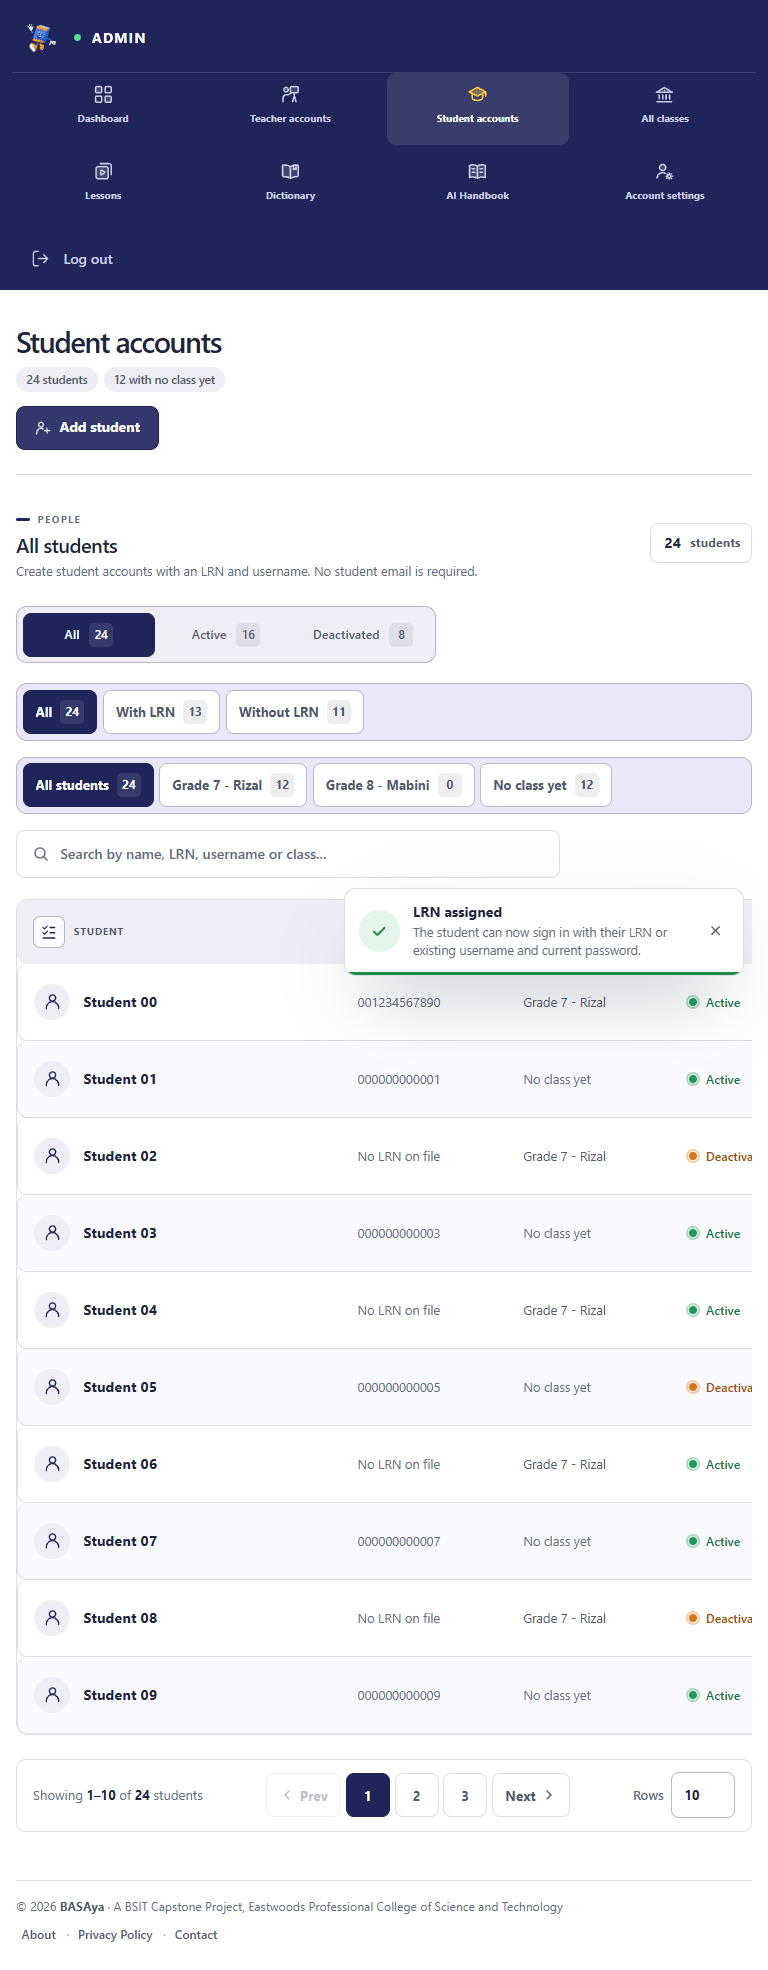 ADMIN
Dashboard
Teacher accounts
Student accounts
All classes
Lessons
Dictionary
AI Handbook
Account settings
Log out
Student accounts
24 students
12 with no class yet
Add student
PEOPLE
All students
Create student accounts with an LRN and username. No student email is required.
24 students
All 24
Active 16
Deactivated 8
All 24
With LRN 13
Without LRN 11
All students 24
Grade 7 - Rizal 12
Grade 8 - Mabini 0
No class yet 12
Search by name, LRN, username or class...
STUDENT
LRN assigned
The student can now sign in with their LRN or
existing username and current password.
Student 00 001234567890 Grade 7 - Rizal Active
Student 01 000000000001 No class yet Active
Student 02 No LRN on file Grade 7 - Rizal Deactiva
Student 03 000000000003 No class yet Active
Student 04 No LRN on file Grade 7 - Rizal Active
Student 05 000000000005 No class yet Deactiva
Student 06 No LRN on file Grade 7 - Rizal Active
Student 07 000000000007 No class yet Active
Student 08 No LRN on file Grade 7 - Rizal Deactiva
Student 09 000000000009 No class yet Active
Showing 1–10 of 24 students
Prev 1 2 3 Next
Rows 10
© 2026 BASAya · A BSIT Capstone Project, Eastwoods Professional College of Science and Technology
About · Privacy Policy · Contact